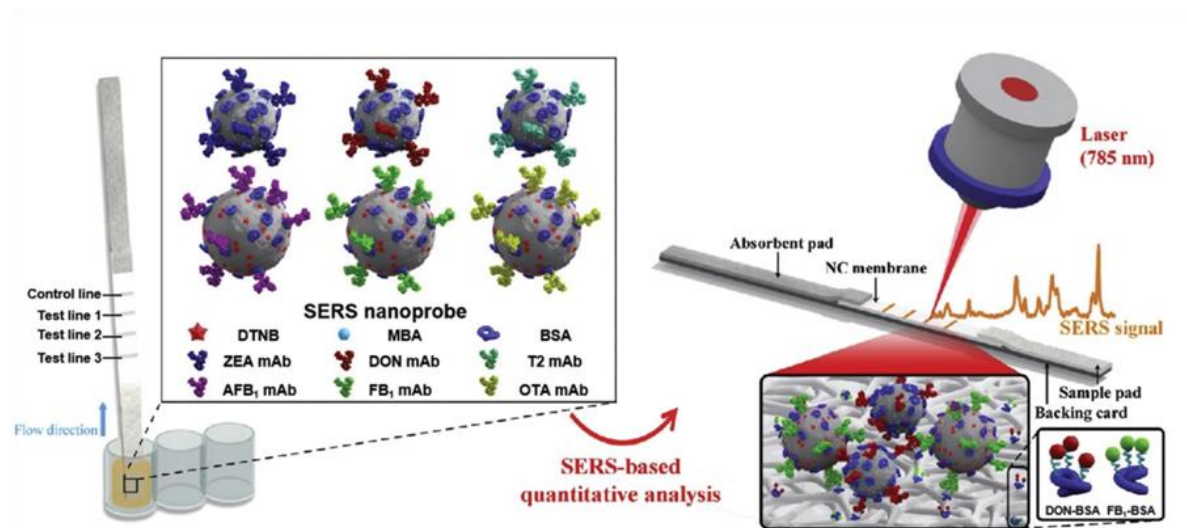 Control line
Test line 1
Test line 2
Test line 3
Flow direction
SERS nanoprobe
DTNB
MBA
BSA
ZEA mAb
DON mAb
T2 mAb
AFB₁ mAb
FB₁ mAb
OTA mAb
SERS-based
quantitative analysis
Laser
(785 nm)
Absorbent pad
NC membrane
SERS signal
Sample pad
Backing card
DON-BSA FB₁-BSA